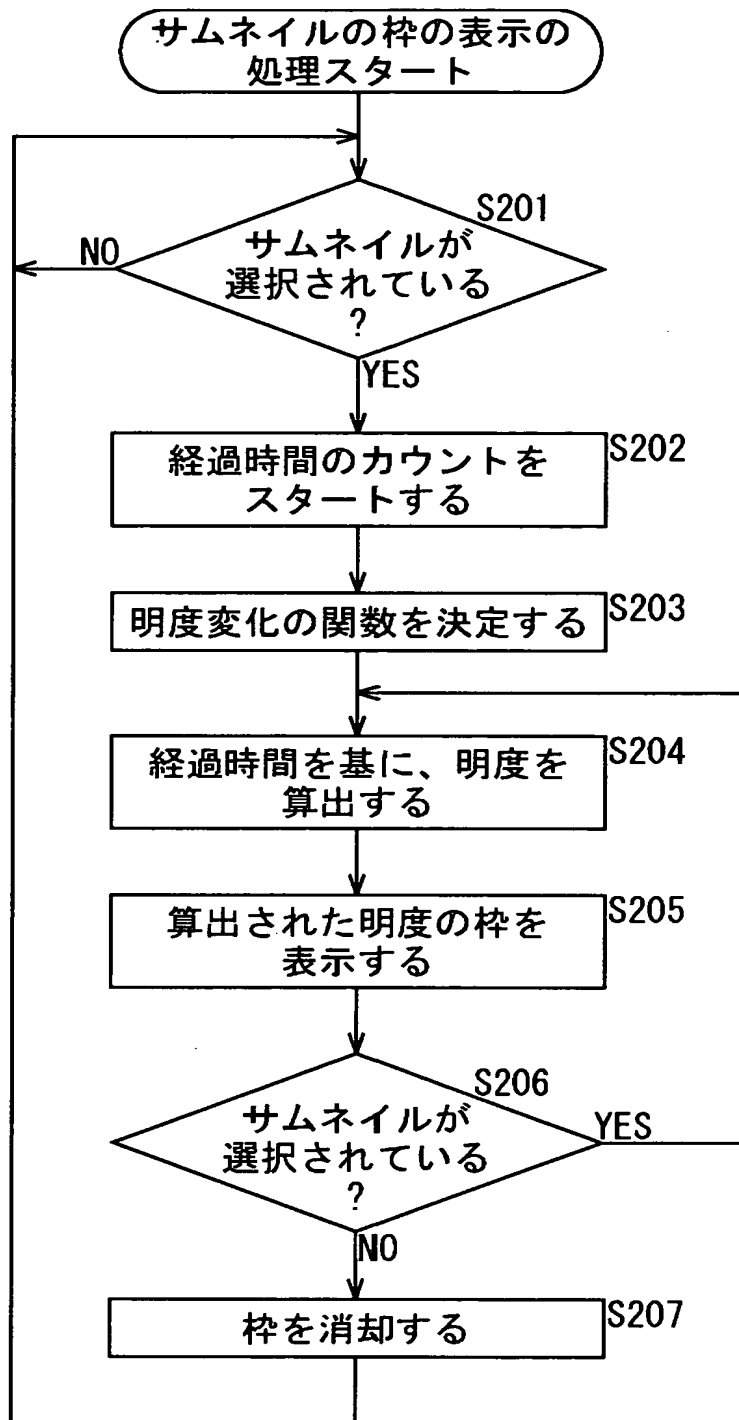 サムネイルの枠の表示の
処理スタート
S201
NO
サムネイルが
選択されている
?
YES
S202
経過時間のカウントを
スタートする
S203
明度変化の関数を決定する
S204
経過時間を基に、明度を
算出する
S205
算出された明度の枠を
表示する
S206
サムネイルが
選択されている
?
YES
NO
S207
枠を消却する